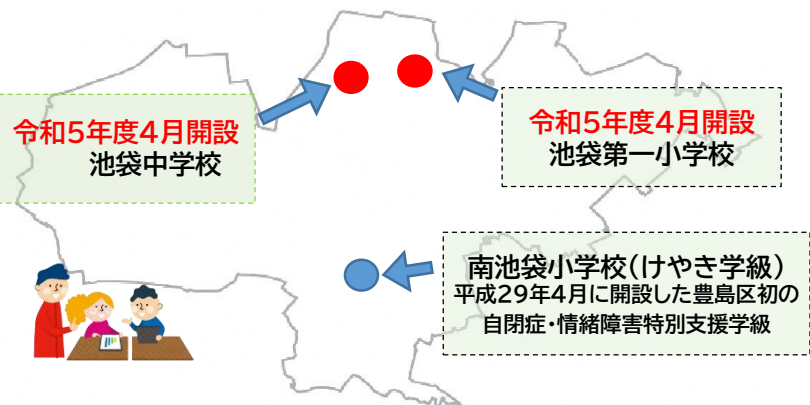 令和5年度4月開設
池袋中学校
令和5年度4月開設
池袋第一小学校
南池袋小学校(けやき学級)
平成29年4月に開設した豊島区初の
自閉症・情緒障害特別支援学級